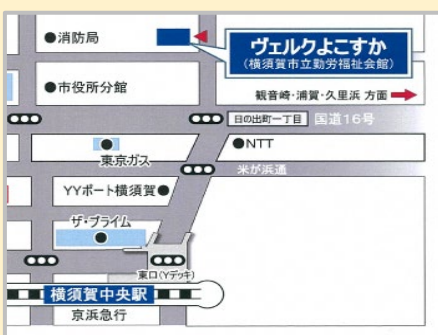 ●消防局
ヴェルクよこすか
(横須賀市立勤労福祉会館)
●市役所分館
観音崎・浦賀・久里浜 方面
日の出町一丁目
国道16号
●NTT
東京ガス
米が浜通
YYポート横須賀●
ザ・プライム
東口(Yデッキ)
横須賀中央駅
京浜急行